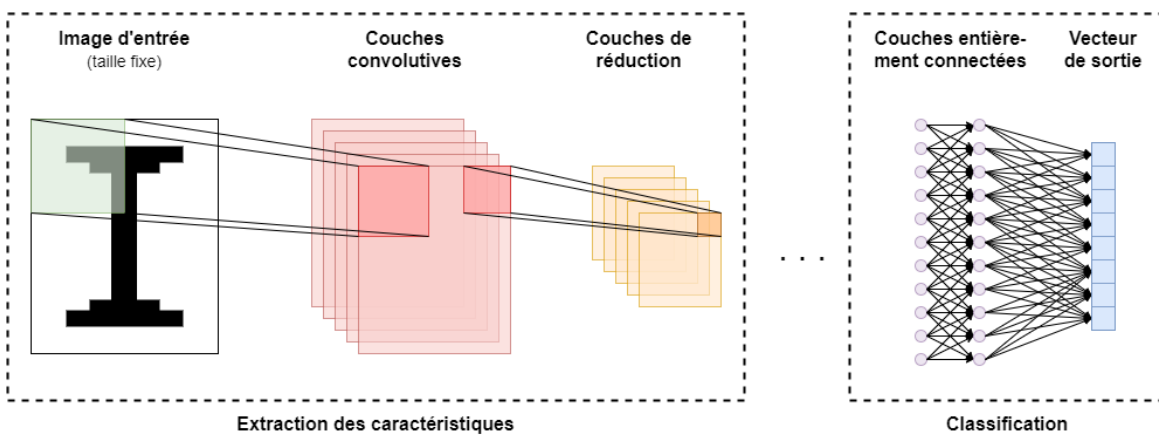 Image d'entrée
(taille fixe)
Couches
convolutives
Couches de
réduction
Couches entière-
ment connectées
Vecteur
de sortie
. . .
Extraction des caractéristiques
Classification